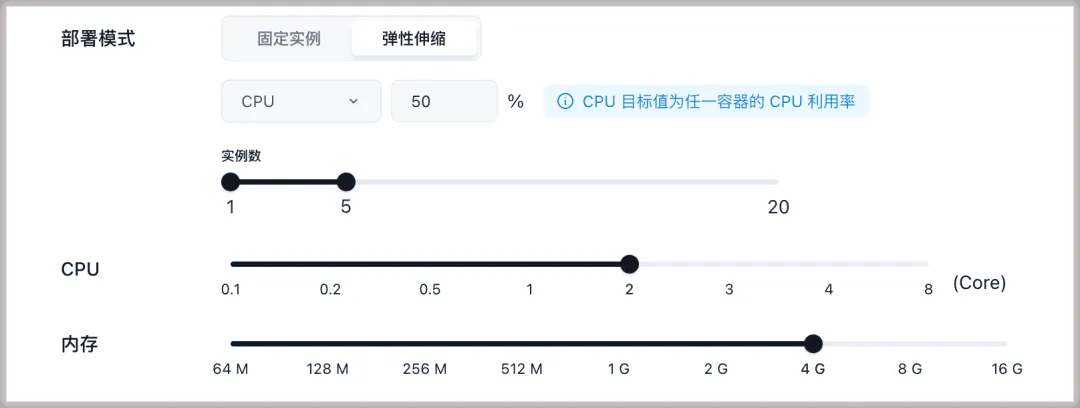 部署模式 固定实例 弹性伸缩
CPU 50 % CPU 目标值为任一容器的 CPU 利用率
实例数
1 5 20
CPU
0.1 0.2 0.5 1 2 3 4 8 (Core)
内存
64 M 128 M 256 M 512 M 1 G 2 G 4 G 8 G 16 G